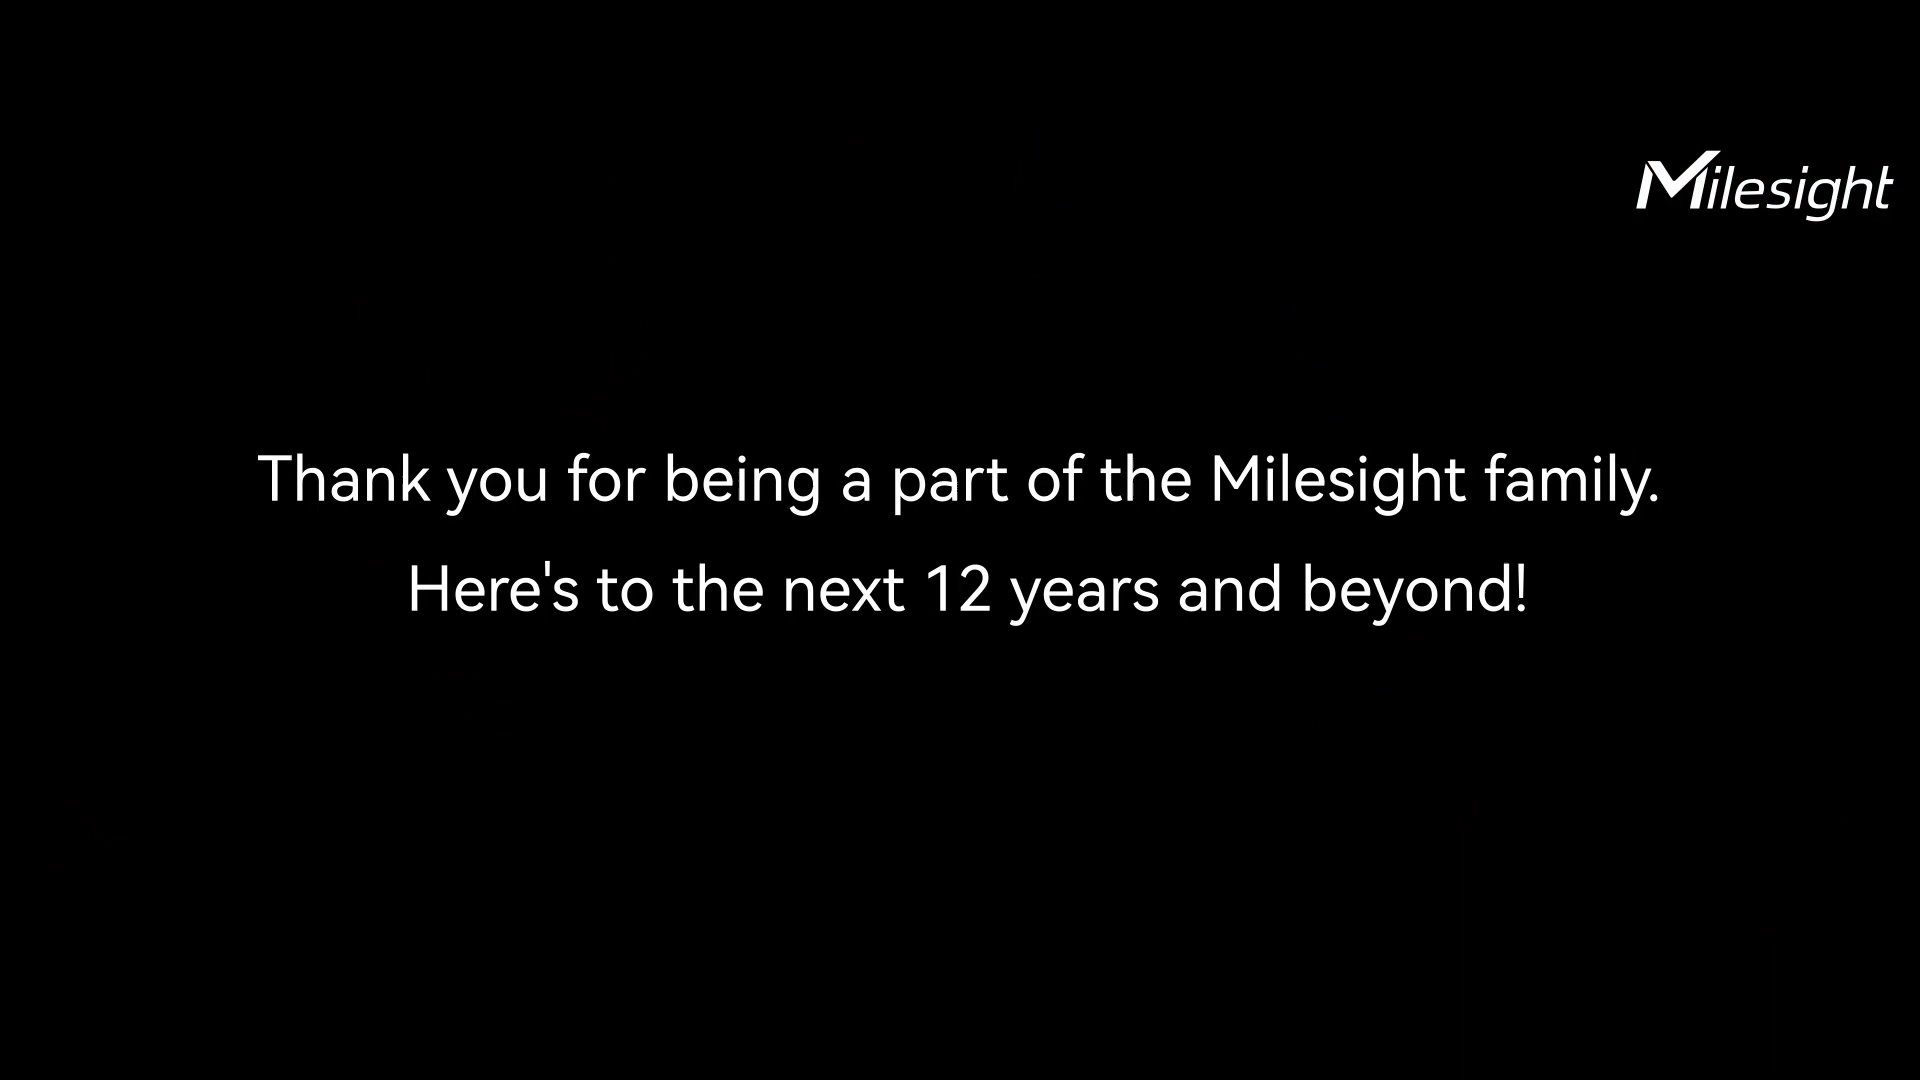 Milesight
Thank you for being a part of the Milesight family.
Here's to the next 12 years and beyond!